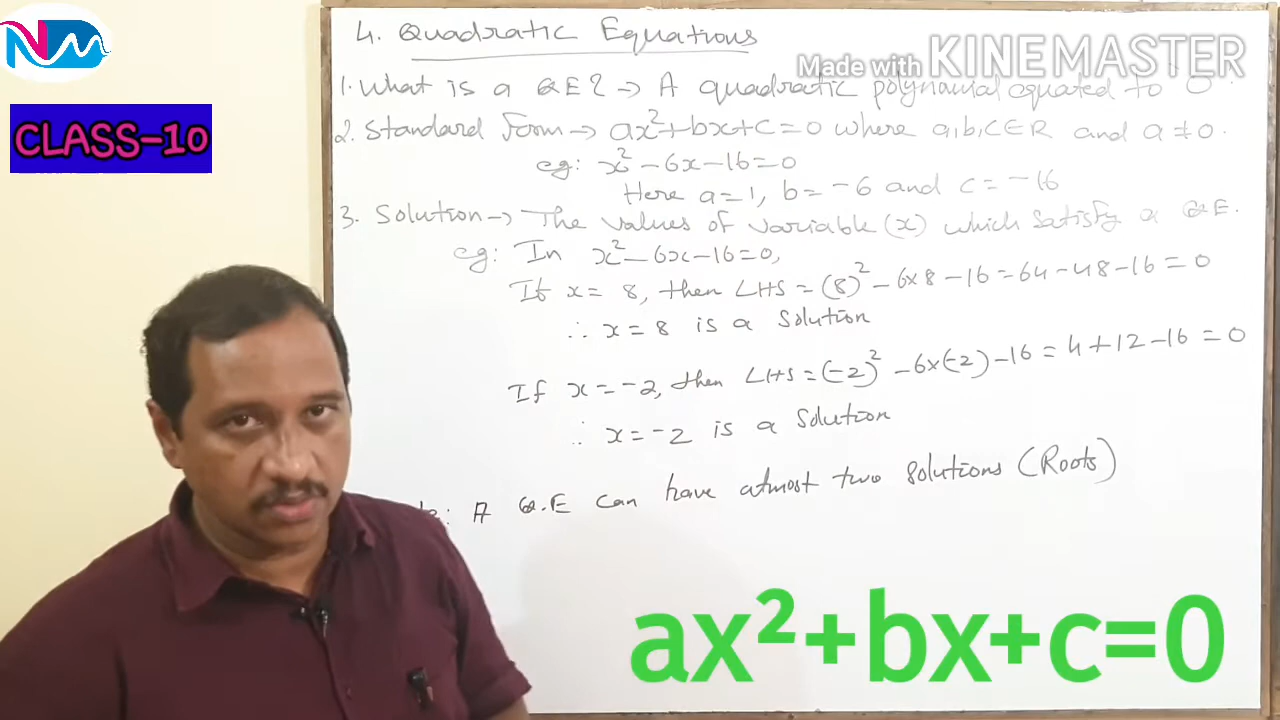 NM
CLASS-10
Made with KINEMASTER
4. Quadratic Equations
1. What is a QE? → A quadratic polynomial equated to 0.
2. Standard form → ax²+bx+c=0 where a,b,c∈R and a≠0.
eg: x²-6x-16=0
Here a=1, b=-6 and c=-16
3. Solution → The values of variable (x) which satisfy a QE.
eg: In x²-6x-16=0,
If x= 8, then LHS = (8)²-6×8-16=64-48-16=0
∴ x=8 is a solution
If x=-2, then LHS=(-2)²-6×(-2)-16=4+12-16=0
∴ x=-2 is a solution
: A Q.E can have atmost two solutions (Roots)
ax²+bx+c=0